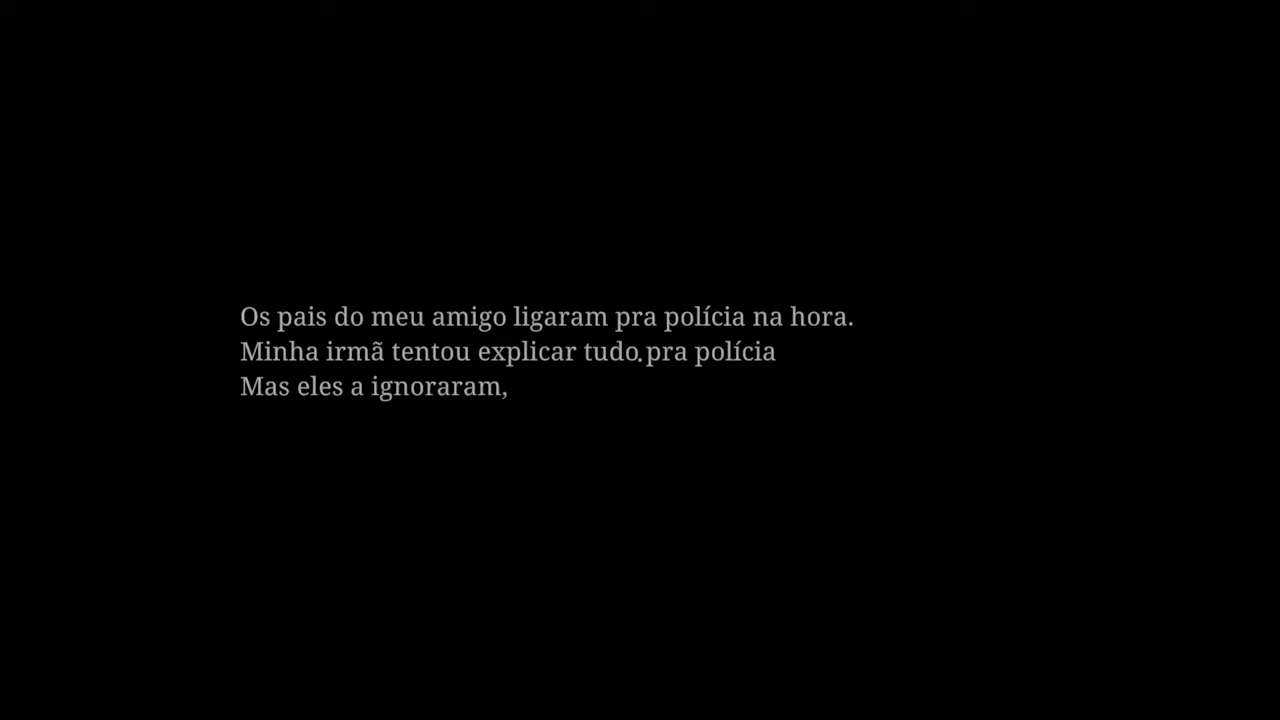 Os pais do meu amigo ligaram pra polícia na hora.
Minha irmã tentou explicar tudo pra polícia
Mas eles a ignoraram,